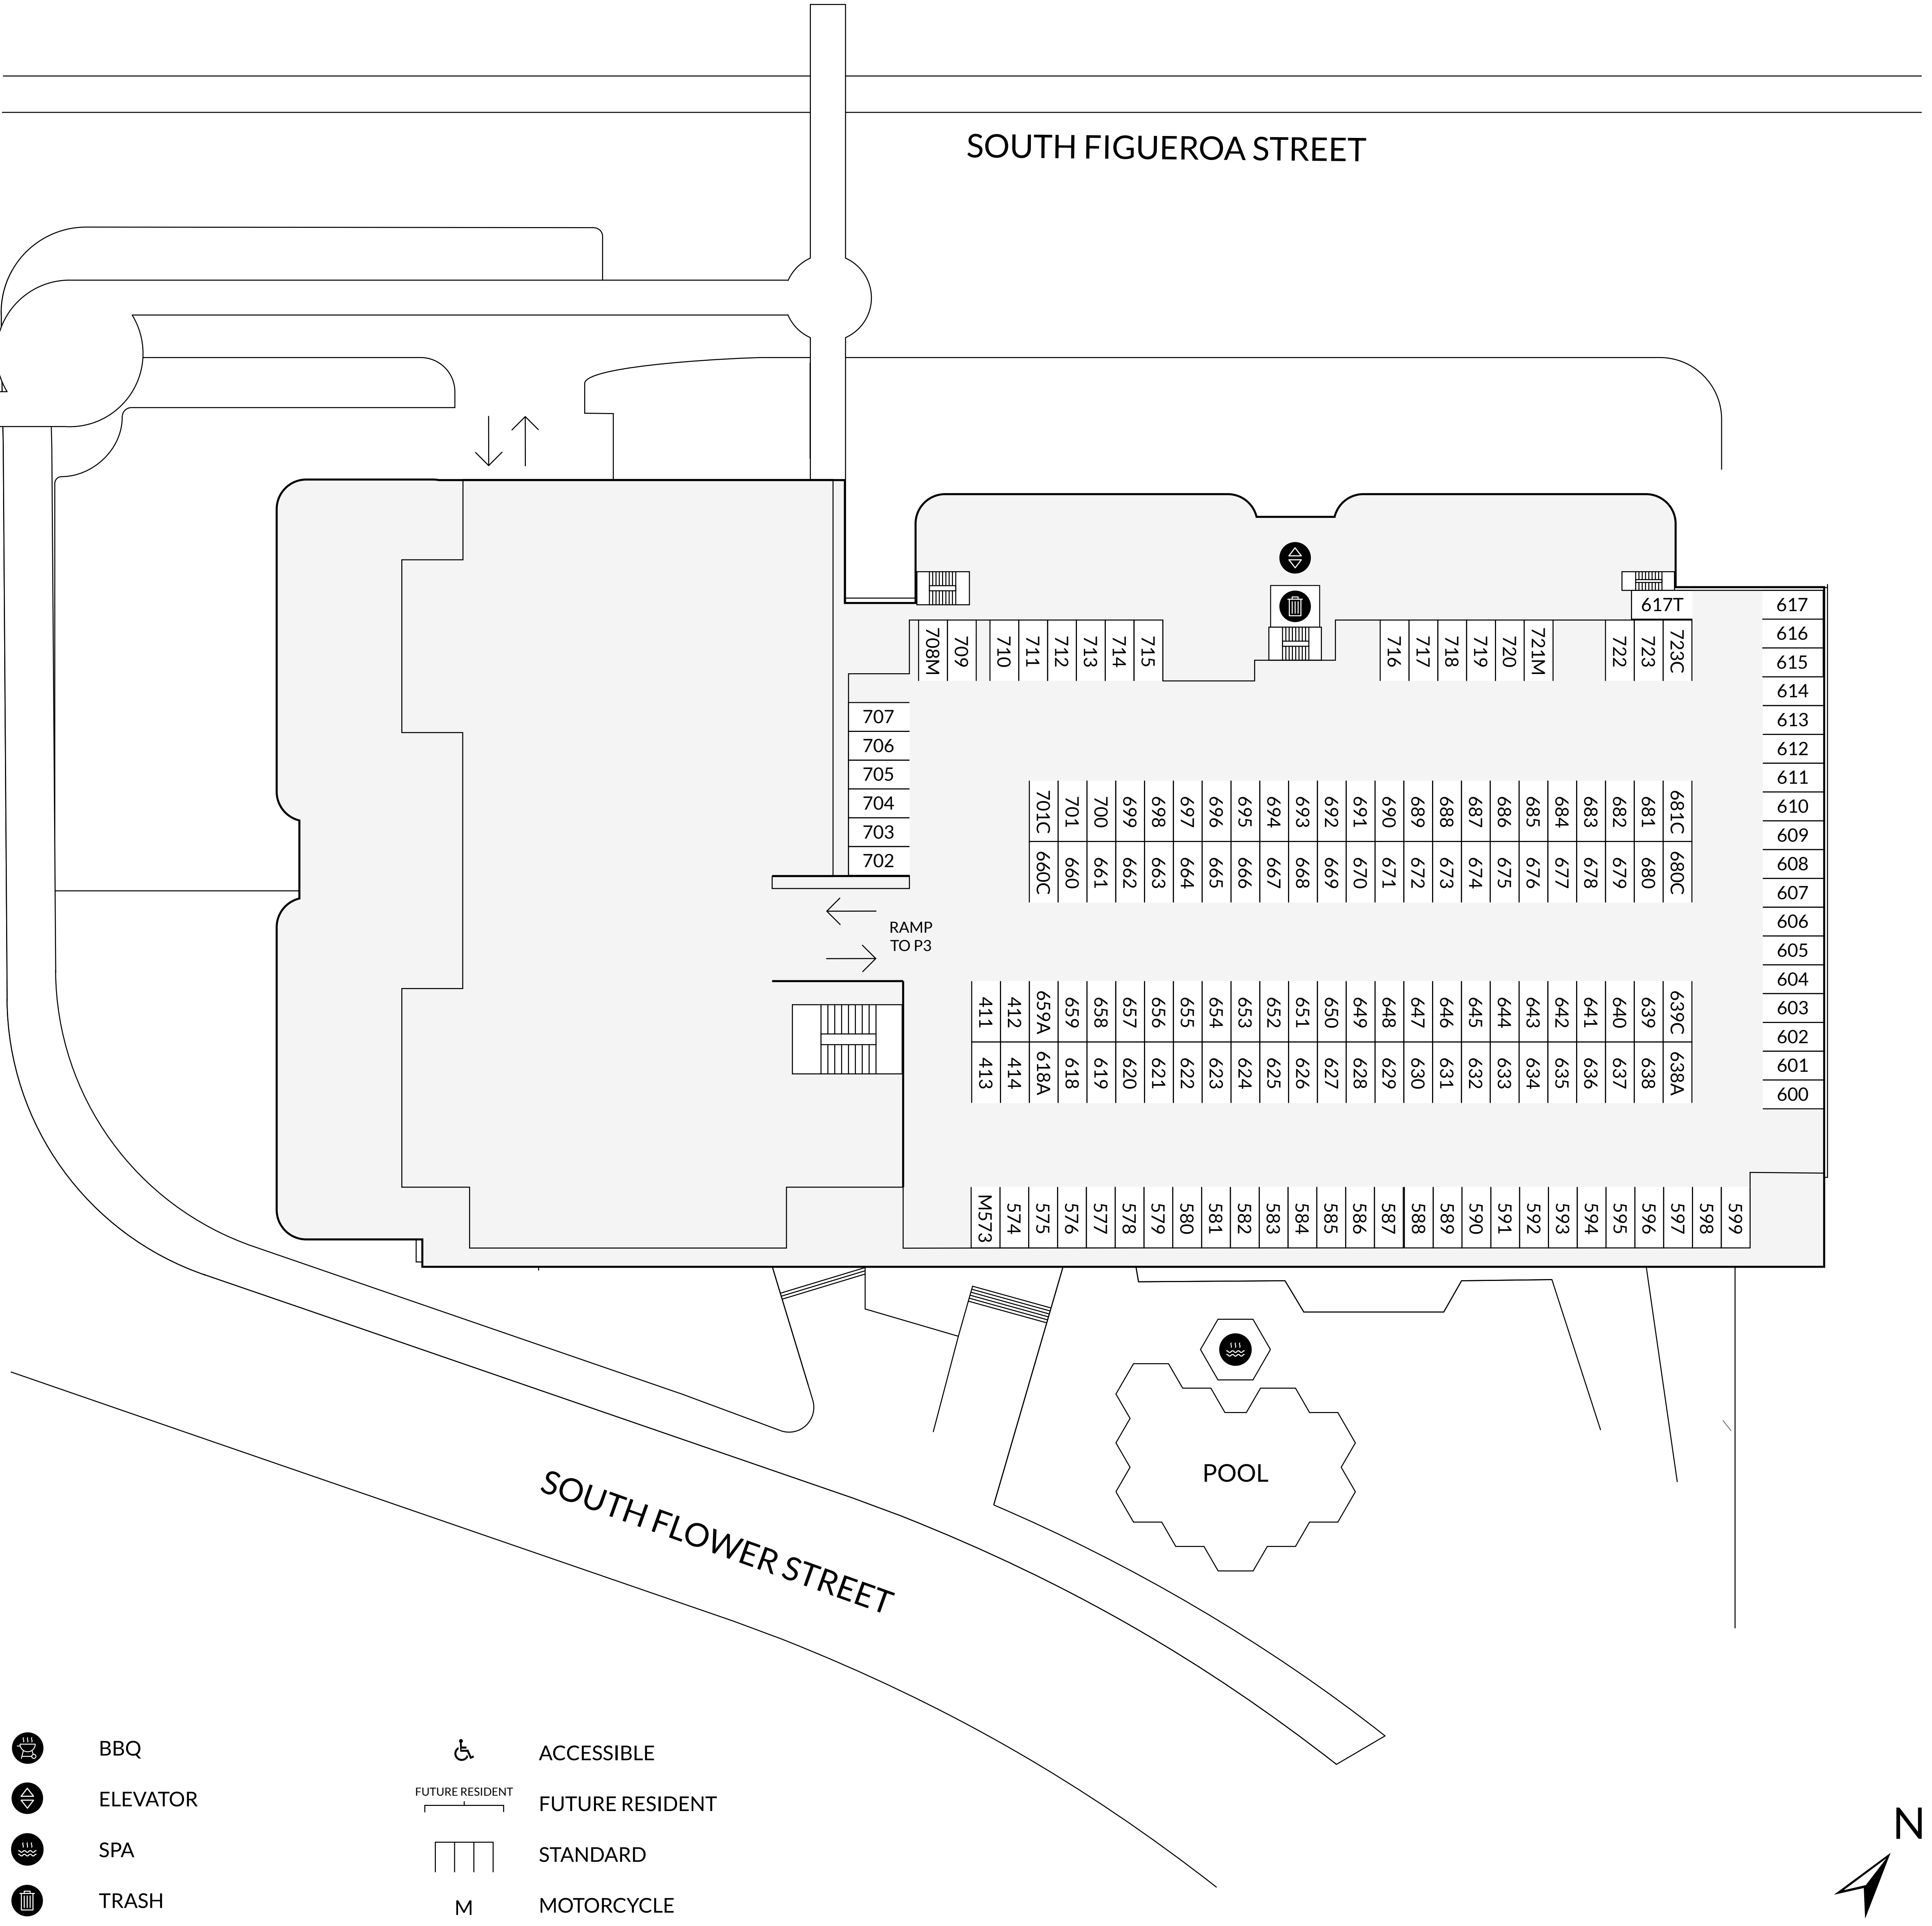 SOUTH FIGUEROA STREET
617T
617
616
615
614
613
612
611
610
609
608
607
606
605
604
603
602
601
600
708M 709 710 711 712 713 714 715 716 717 718 719 720 721M 722 723 723C
707
706
705
704
703
702
701C 701 700 699 698 697 696 695 694 693 692 691 690 689 688 687 686 685 684 683 682 681 681C
660C 660 661 662 663 664 665 666 667 668 669 670 671 672 673 674 675 676 677 678 679 680 680C
RAMP
TO P3
411 412 659A 659 658 657 656 655 654 653 652 651 650 649 648 647 646 645 644 643 642 641 640 639 639C
413 414 618A 618 619 620 621 622 623 624 625 626 627 628 629 630 631 632 633 634 635 636 637 638 638A
M573 574 575 576 577 578 579 580 581 582 583 584 585 586 587 588 589 590 591 592 593 594 595 596 597 598 599
POOL
SOUTH FLOWER STREET
BBQ
ELEVATOR
SPA
TRASH
ACCESSIBLE
FUTURE RESIDENT
FUTURE RESIDENT
STANDARD
M
MOTORCYCLE
N